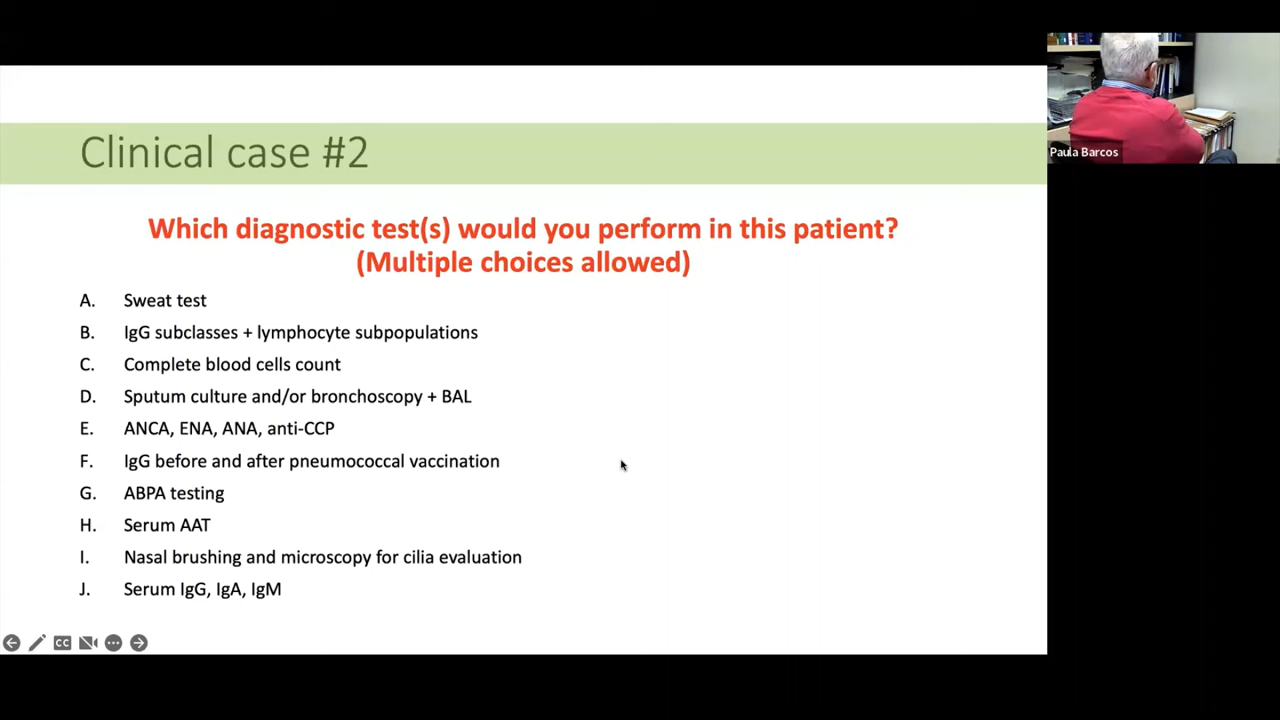 Clinical case #2
Which diagnostic test(s) would you perform in this patient?
(Multiple choices allowed)
A. Sweat test
B. IgG subclasses + lymphocyte subpopulations
C. Complete blood cells count
D. Sputum culture and/or bronchoscopy + BAL
E. ANCA, ENA, ANA, anti-CCP
F. IgG before and after pneumococcal vaccination
G. ABPA testing
H. Serum AAT
I. Nasal brushing and microscopy for cilia evaluation
J. Serum IgG, IgA, IgM
CC
Paula Barcos